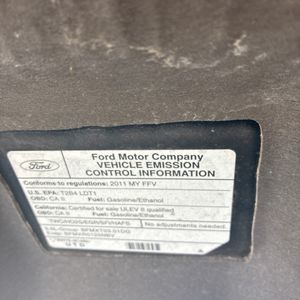 Ford
Ford Motor Company
VEHICLE EMISSION
CONTROL INFORMATION
Conforms to regulations: 2011 MY FFV
U.S. EPA: T2B4 LDT1
OBD: CA II Fuel: Gasoline/Ethanol
California: Certified for sale ULEV II qualified
OBD: CA II Fuel: Gasoline/Ethanol
No adjustments needed.
Group: